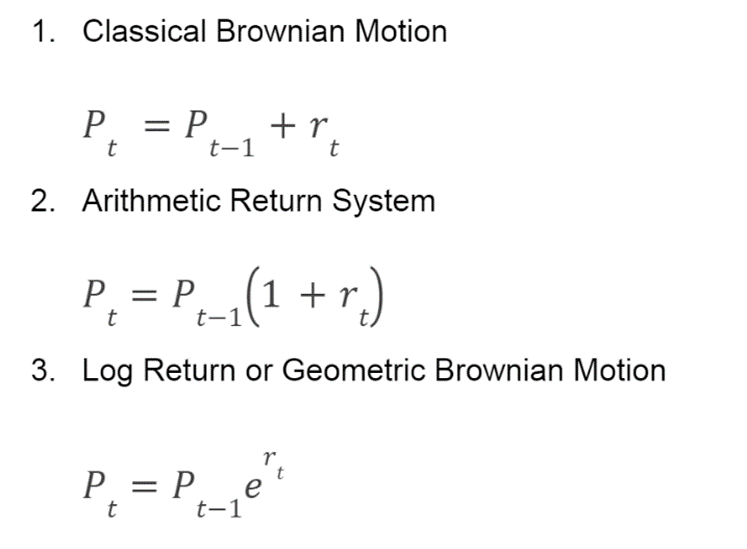 1. Classical Brownian Motion
P_t = P_{t−1} + r_t
2. Arithmetic Return System
P_t = P_{t−1}(1 + r_t)
3. Log Return or Geometric Brownian Motion
P_t = P_{t−1}e^{r_t}